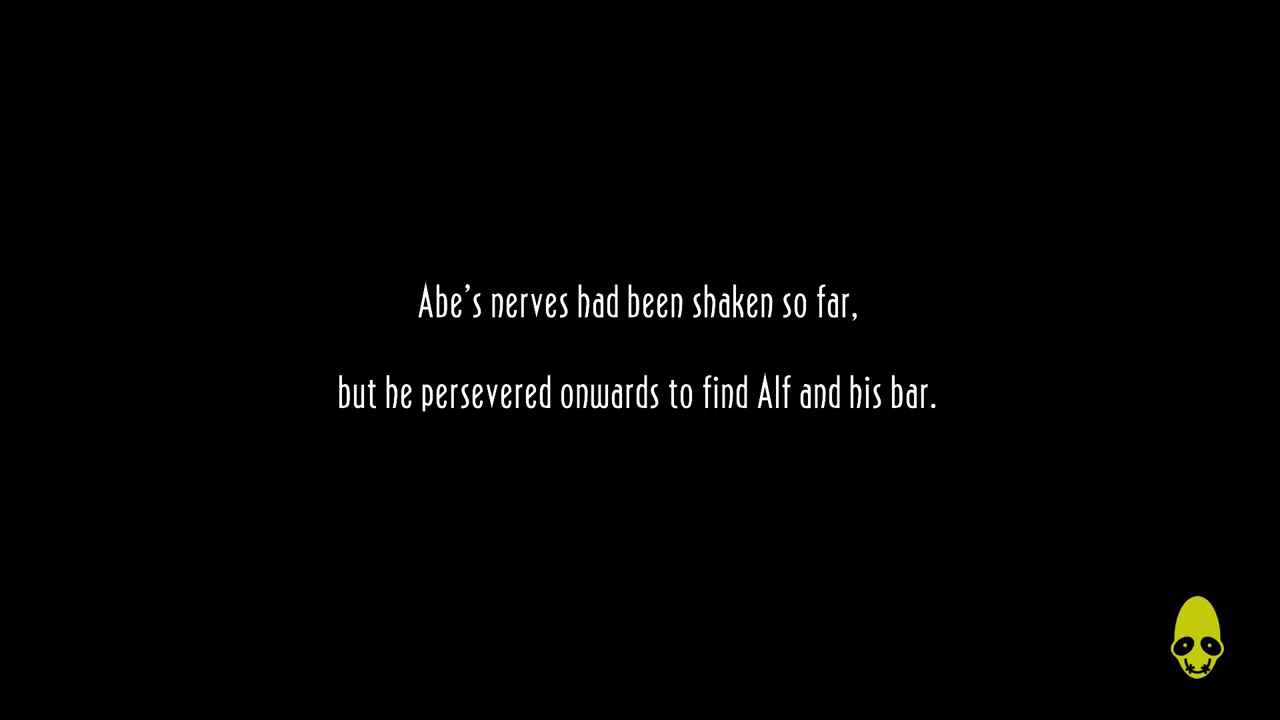 Abe’s nerves had been shaken so far,
but he persevered onwards to find Alf and his bar.